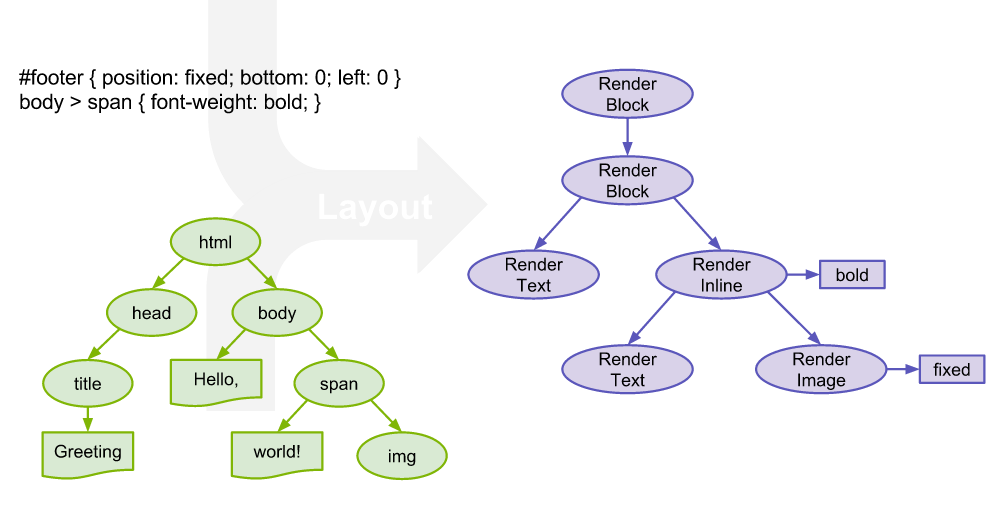 #footer { position: fixed; bottom: 0; left: 0 }
body > span { font-weight: bold; }
Layout
html
head
body
title
Hello,
span
Greeting
world!
img
Render
Block
Render
Block
Render
Text
Render
Inline
bold
Render
Text
Render
Image
fixed